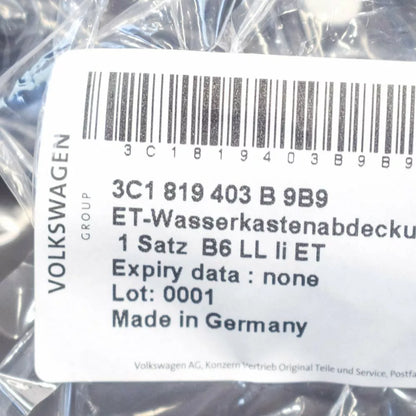 VOLKSWAGEN
GROUP
3C1819403B9B9
3C1 819 403 B 9B9
ET-Wasserkastenabdecku
1 Satz B6 LL li ET
Expiry data : none
Lot: 0001
Made in Germany
Volkswagen AG, Konzern Vertrieb Original Teile und Service, Postfa